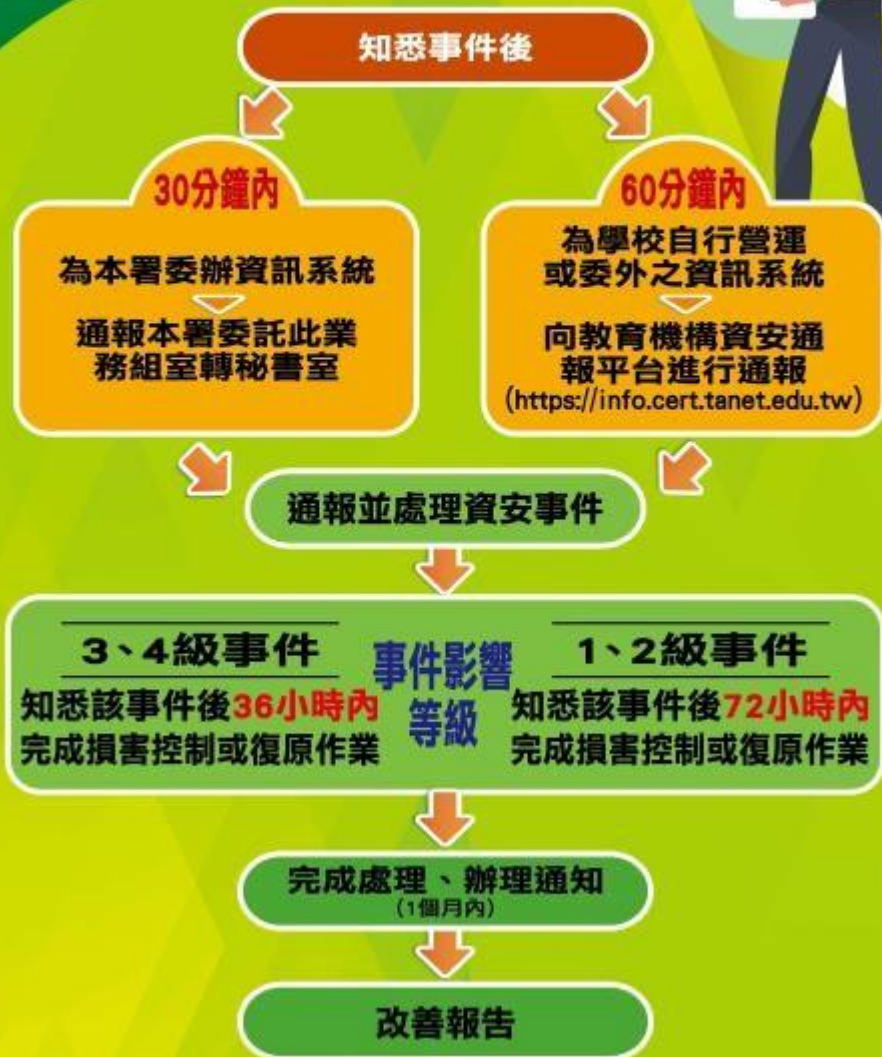 知悉事件後
30分鐘內
為本署委辦資訊系統
通報本署委託此業
務組室轉秘書室
60分鐘內
為學校自行營運
或委外之資訊系統
向教育機構資安通
報平台進行通報
(https://info.cert.tanet.edu.tw)
通報並處理資安事件
事件影響
等級
3、4級事件
知悉該事件後36小時內
完成損害控制或復原作業
1、2級事件
知悉該事件後72小時內
完成損害控制或復原作業
完成處理、辦理通知
(1個月內)
改善報告